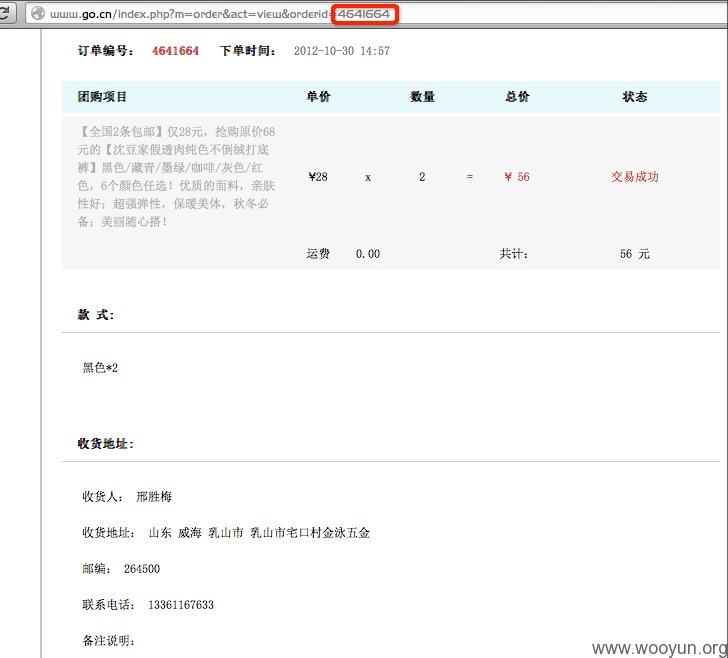 www.go.cn/index.php?m=order&act=view&orderid=4641664
订单编号： 4641664 下单时间： 2012-10-30 14:57
团购项目 单价 数量 总价 状态
【全国2条包邮】仅28元，抢购原价68
元的【沈豆家假透肉纯色不倒绒打底
裤】黑色/藏青/墨绿/咖啡/灰色/红
色，6个颜色任选！优质的面料，亲肤
性好；超强弹性，保暖美体，秋冬必
备；美丽随心搭！
¥28 x 2 = ¥ 56 交易成功
运费 0.00 共计： 56 元
款 式：
黑色*2
收货地址：
收货人： 邢胜梅
收货地址： 山东 威海 乳山市 乳山市宅口村金泳五金
邮编： 264500
联系电话： 13361167633
备注说明：
www.wooyun.org